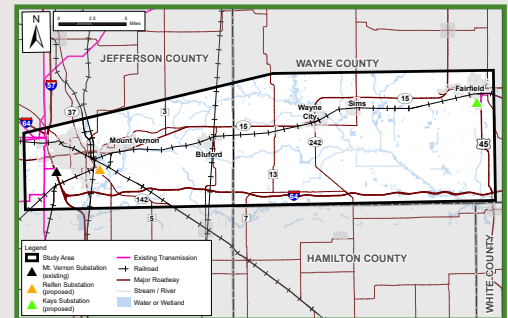 N
0 2.5 5
Miles
JEFFERSON COUNTY
WAYNE COUNTY
57
64
37
3
15
Mount Vernon
Bluford
Wayne
City
Sims
15
Fairfield
242
45
13
64
142
5
7
HAMILTON COUNTY
WHITE COUNTY
Legend
Study Area
Mt. Vernon Substation
(existing)
Reifen Substation
(proposed)
Kays Substation
(proposed)
Existing Transmission
Railroad
Major Roadway
Stream / River
Water or Wetland